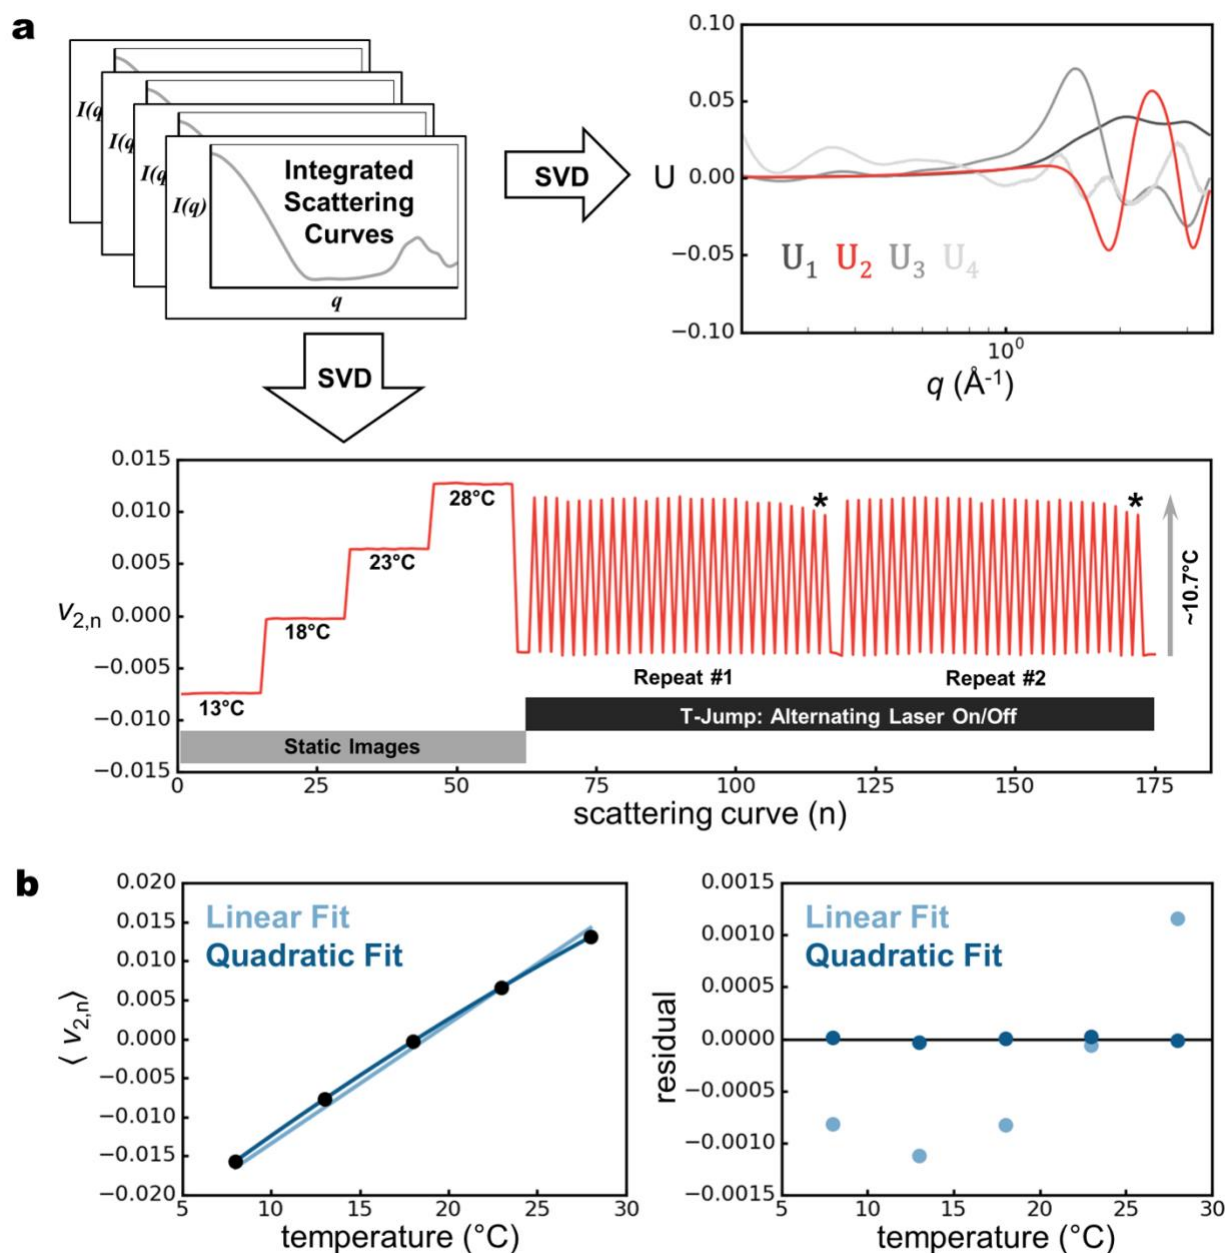 a
I(q
I(q
I(q
I(q
I(q)
Integrated
Scattering
Curves
q
SVD
SVD
U
0.10
0.05
0.00
−0.05
−0.10
U1 U2 U3 U4
10^0
q (Å-1)
v2,n
0.015
0.010
0.005
0.000
−0.005
−0.010
−0.015
13°C
18°C
23°C
28°C
*
*
~10.7°C
Repeat #1
Repeat #2
T-Jump: Alternating Laser On/Off
Static Images
0 25 50 75 100 125 150 175
scattering curve (n)
b
⟨ v2,n ⟩
0.020
0.015
0.010
0.005
0.000
−0.005
−0.010
−0.015
−0.020
Linear Fit
Quadratic Fit
5 10 15 20 25 30
temperature (°C)
residual
0.0015
0.0010
0.0005
0.0000
−0.0005
−0.0010
−0.0015
Linear Fit
Quadratic Fit
5 10 15 20 25 30
temperature (°C)